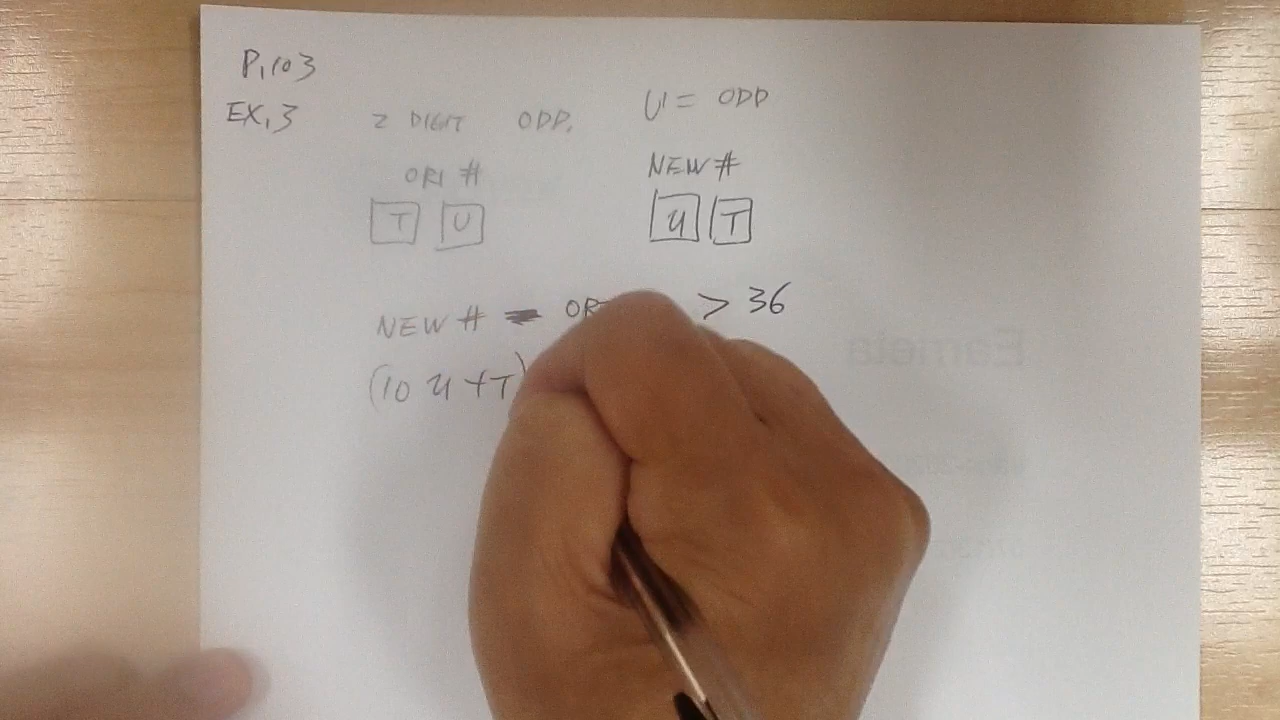 P.103
EX.3 2 DIGIT ODD. U = ODD
ORI # NEW #
T U U T
NEW # - OR > 36
(10 U + T)